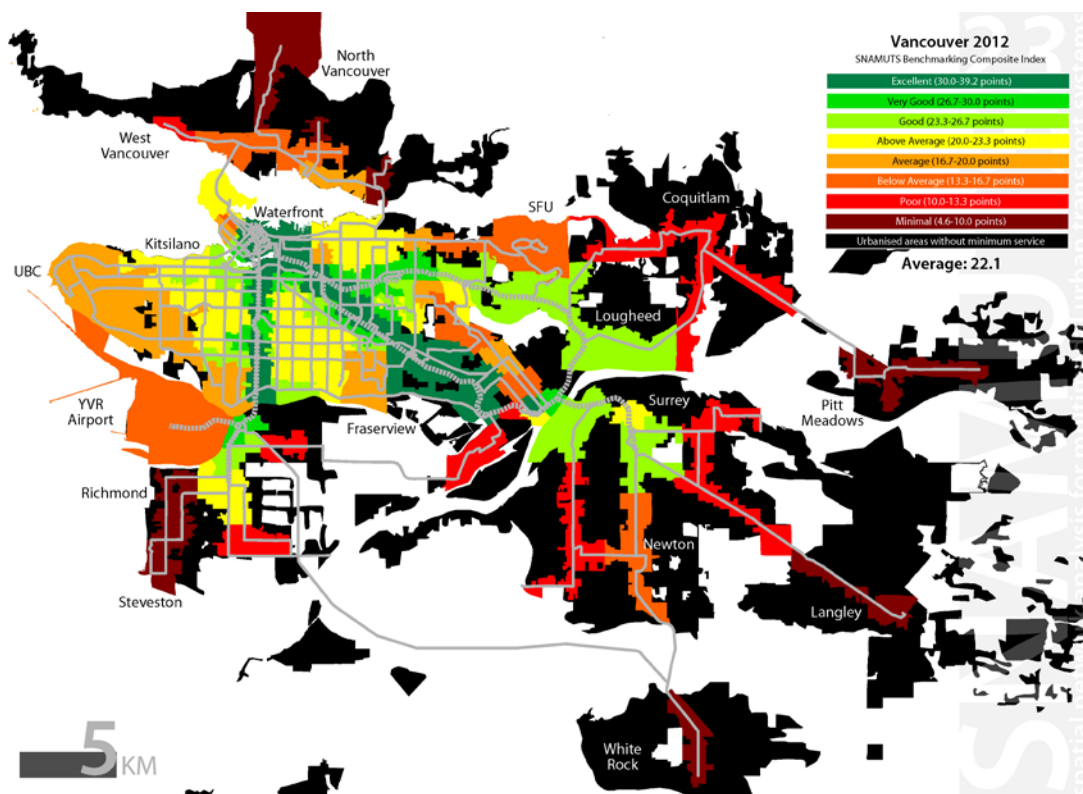 Vancouver 2012
SNAMUTS Benchmarking Composite Index
Excellent (30.0-39.2 points)
Very Good (26.7-30.0 points)
Good (23.3-26.7 points)
Above Average (20.0-23.3 points)
Average (16.7-20.0 points)
Below Average (13.3-16.7 points)
Poor (10.0-13.3 points)
Minimal (4.6-10.0 points)
Urbanised areas without minimum service
Average: 22.1
North
Vancouver
West
Vancouver
Waterfront
SFU
Coquitlam
Kitsilano
UBC
Lougheed
YVR
Airport
Fraserview
Surrey
Pitt
Meadows
Richmond
Newton
Steveston
Langley
White
Rock
5 KM
SNAMUTS 23